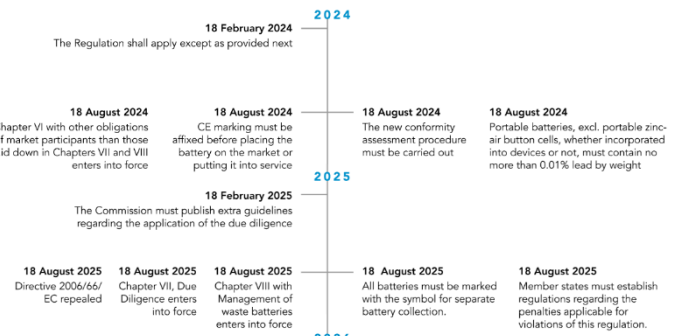 2024
18 February 2024
The Regulation shall apply except as provided next
18 August 2024
hapter VI with other obligations
f market participants than those
id down in Chapters VII and VIII
enters into force
18 August 2024
CE marking must be
affixed before placing the
battery on the market or
putting it into service
18 August 2024
The new conformity
assessment procedure
must be carried out
18 August 2024
Portable batteries, excl. portable zinc-
air button cells, whether incorporated
into devices or not, must contain no
more than 0.01% lead by weight
2025
18 February 2025
The Commission must publish extra guidelines
regarding the application of the due diligence
18 August 2025
Directive 2006/66/
EC repealed
18 August 2025
Chapter VII, Due
Diligence enters
into force
18 August 2025
Chapter VIII with
Management of
waste batteries
enters into force
18 August 2025
All batteries must be marked
with the symbol for separate
battery collection.
18 August 2025
Member states must establish
regulations regarding the
penalties applicable for
violations of this regulation.